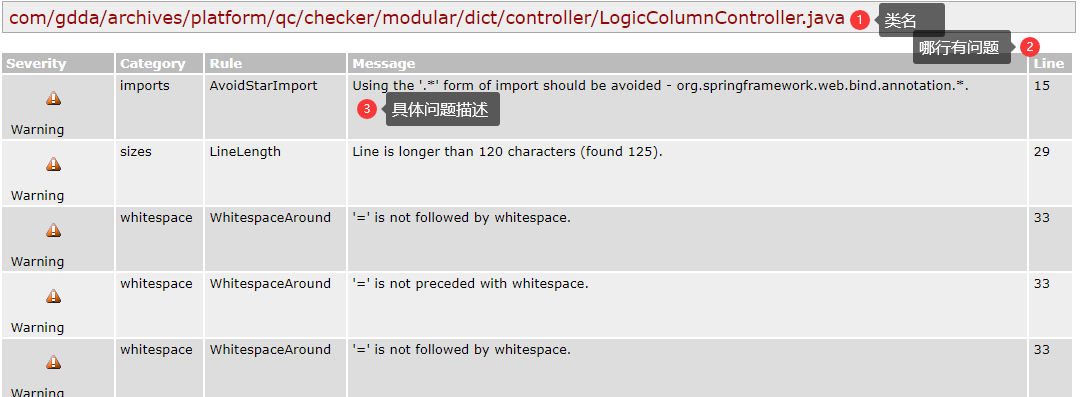 com/gdda/archives/platform/qc/checker/modular/dict/controller/LogicColumnController.java 1 类名
哪行有问题 2
Severity Category Rule Message Line
imports AvoidStarImport Using the '.*' form of import should be avoided - org.springframework.web.bind.annotation.*. 15
3 具体问题描述
Warning
sizes LineLength Line is longer than 120 characters (found 125). 29
Warning
whitespace WhitespaceAround '=' is not followed by whitespace. 33
Warning
whitespace WhitespaceAround '=' is not preceded with whitespace. 33
Warning
whitespace WhitespaceAround '=' is not followed by whitespace. 33
Warning